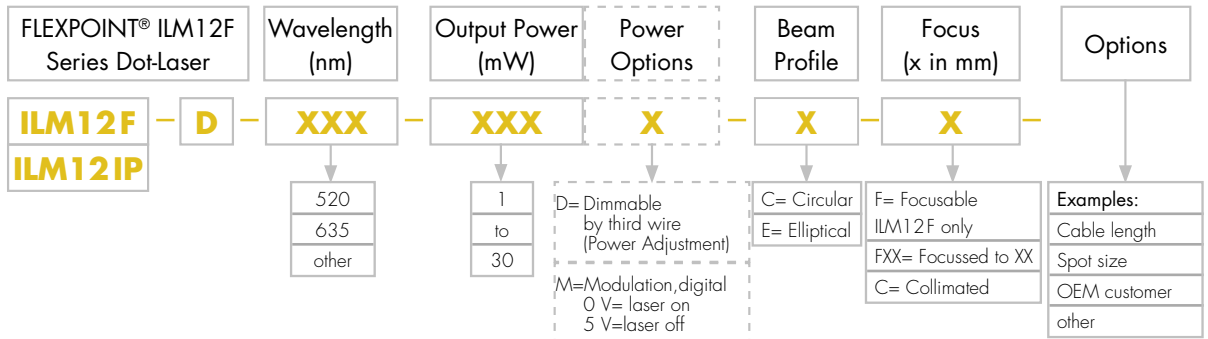 FLEXPOINT® ILM12F
Series Dot-Laser
Wavelength
(nm)
Output Power
(mW)
Power
Options
Beam
Profile
Focus
(x in mm)
Options
ILM12F – D – XXX – XXX X – X – X –
ILM12IP
520
635
other
1
to
30
D= Dimmable
by third wire
(Power Adjustment)
M=Modulation,digital
0 V= laser on
5 V=laser off
C= Circular
E= Elliptical
F= Focusable
ILM12F only
FXX= Focussed to XX
C= Collimated
Examples:
Cable length
Spot size
OEM customer
other